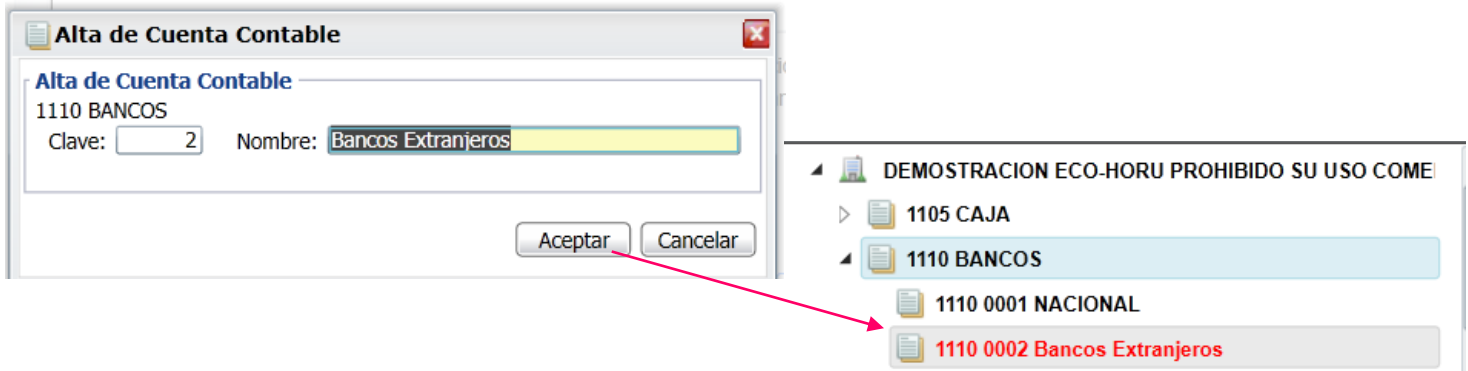 Alta de Cuenta Contable
Alta de Cuenta Contable
1110 BANCOS
Clave: 2 Nombre: Bancos Extranjeros
Aceptar Cancelar
DEMOSTRACION ECO-HORU PROHIBIDO SU USO COME
1105 CAJA
1110 BANCOS
1110 0001 NACIONAL
1110 0002 Bancos Extranjeros